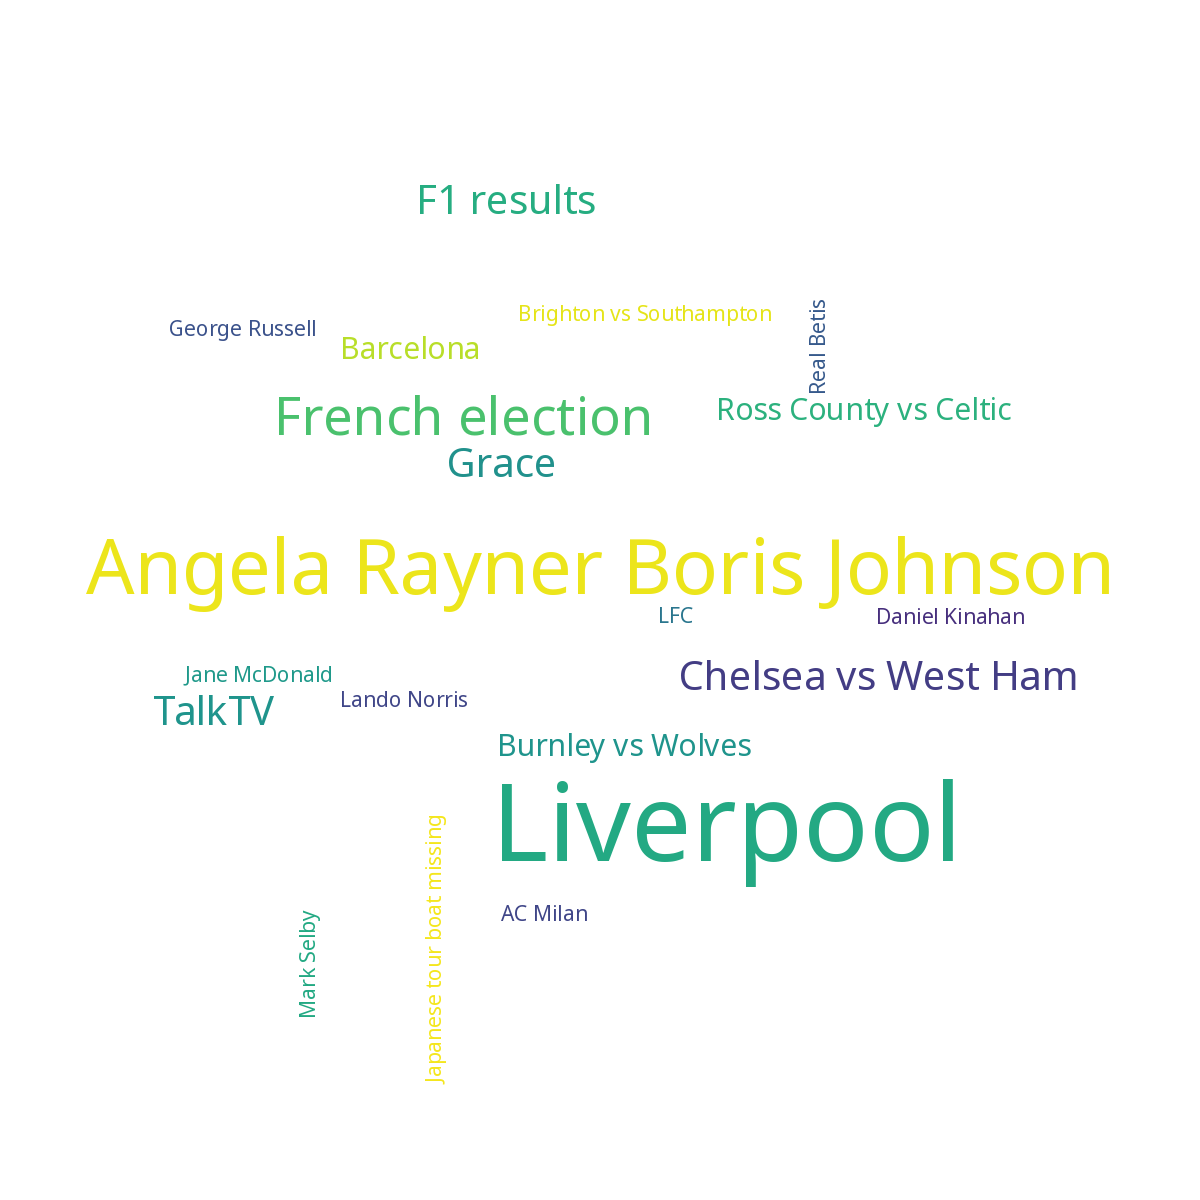 F1 results
Brighton vs Southampton
Real Betis
George Russell
Barcelona
French election
Ross County vs Celtic
Grace
Angela Rayner Boris Johnson
LFC
Daniel Kinahan
Jane McDonald
Chelsea vs West Ham
Lando Norris
TalkTV
Burnley vs Wolves
Liverpool
Japanese tour boat missing
AC Milan
Mark Selby